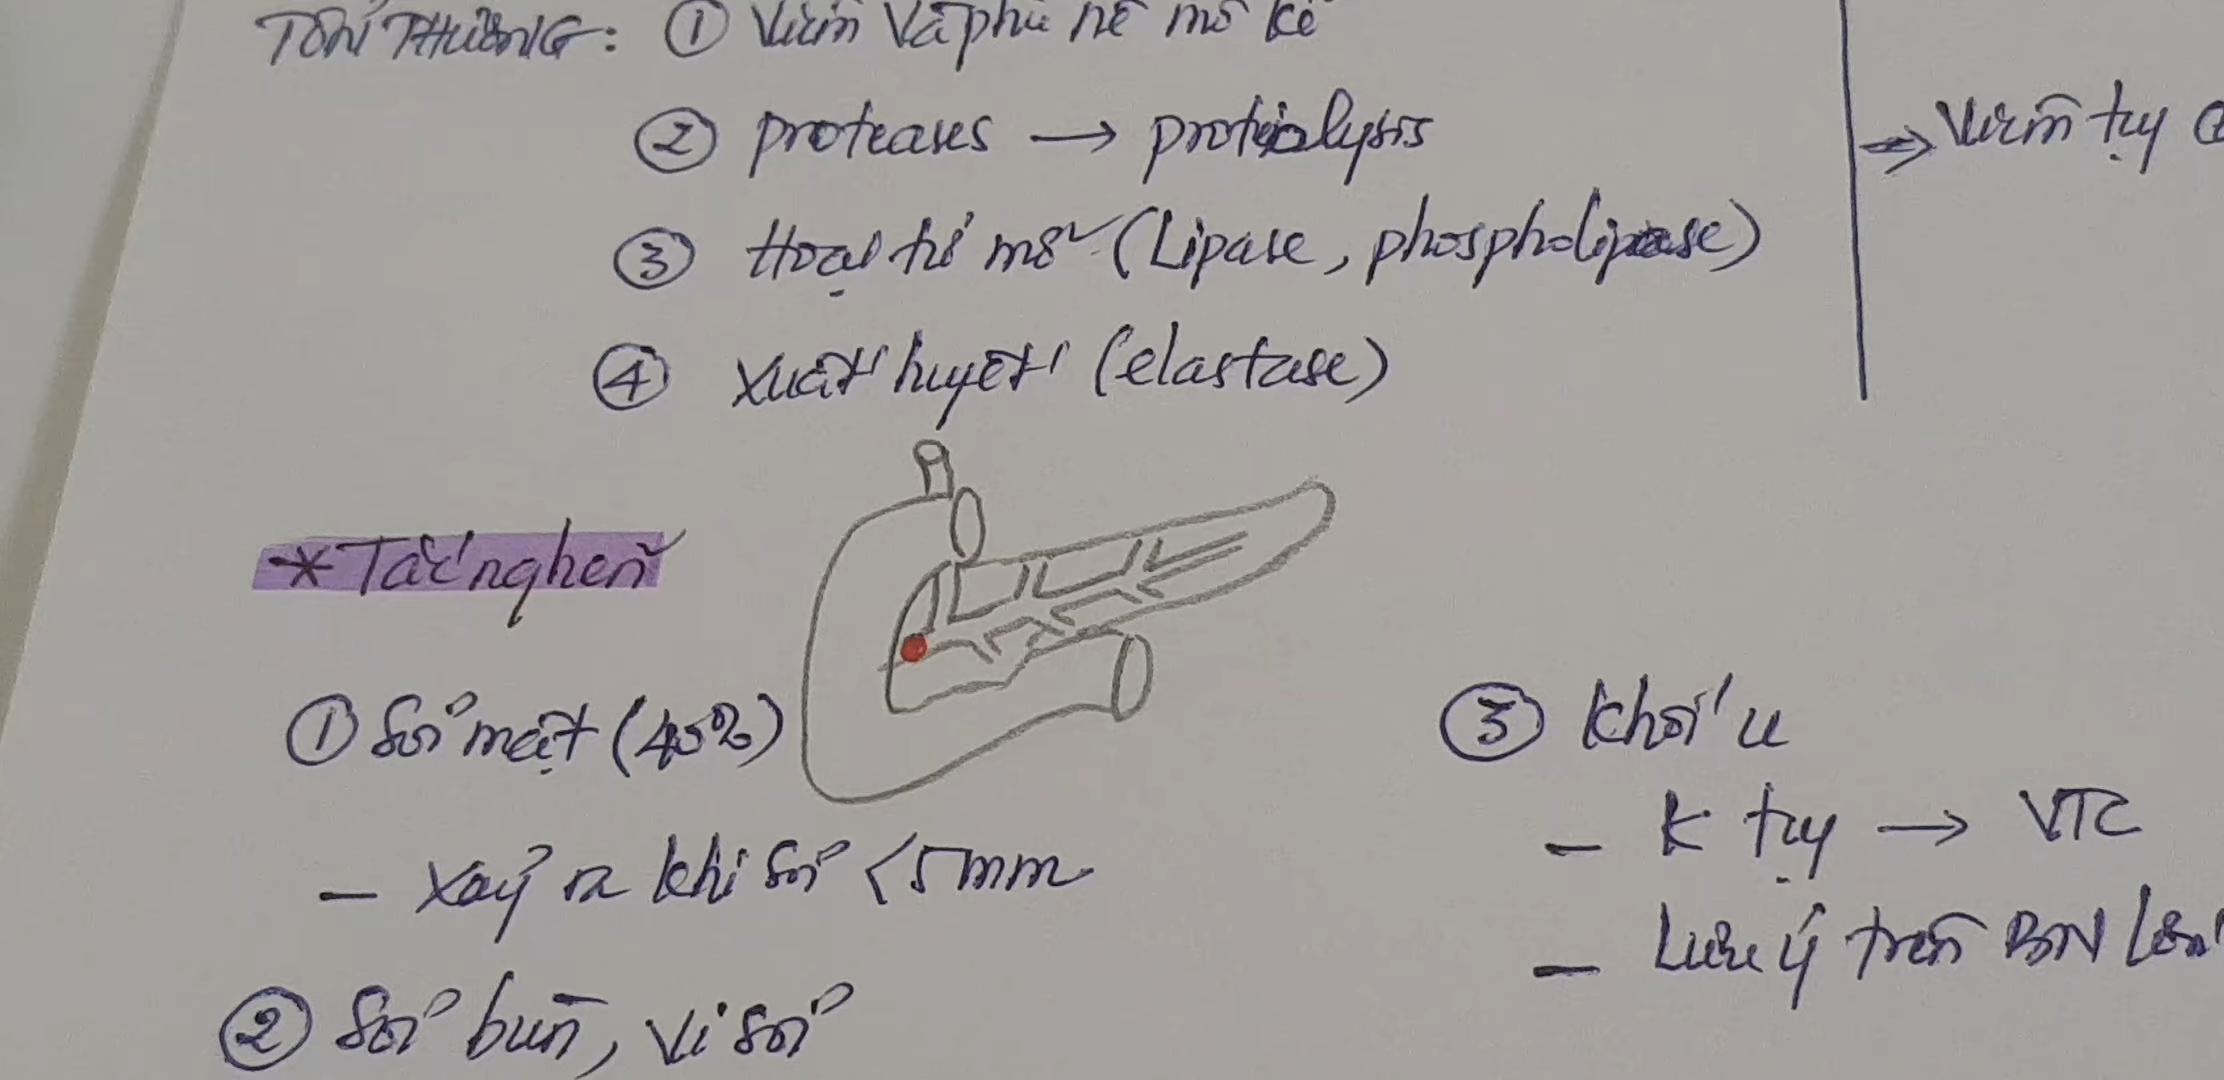 TỔN THƯƠNG: ① Viêm và phù nề mô kẽ
② proteases → proteolysis
③ Hoại tử mỡ (Lipase, phospholipase)
④ Xuất huyết (elastase)
⇒ Viêm tụy
* Tắc nghẽn
① Sỏi mật (40%)
- Xảy ra khi sỏi < 5mm
② Sỏi bùn, vi sỏi
③ Khối u
- K tụy → VTC
- Lưu ý trên BN lớn